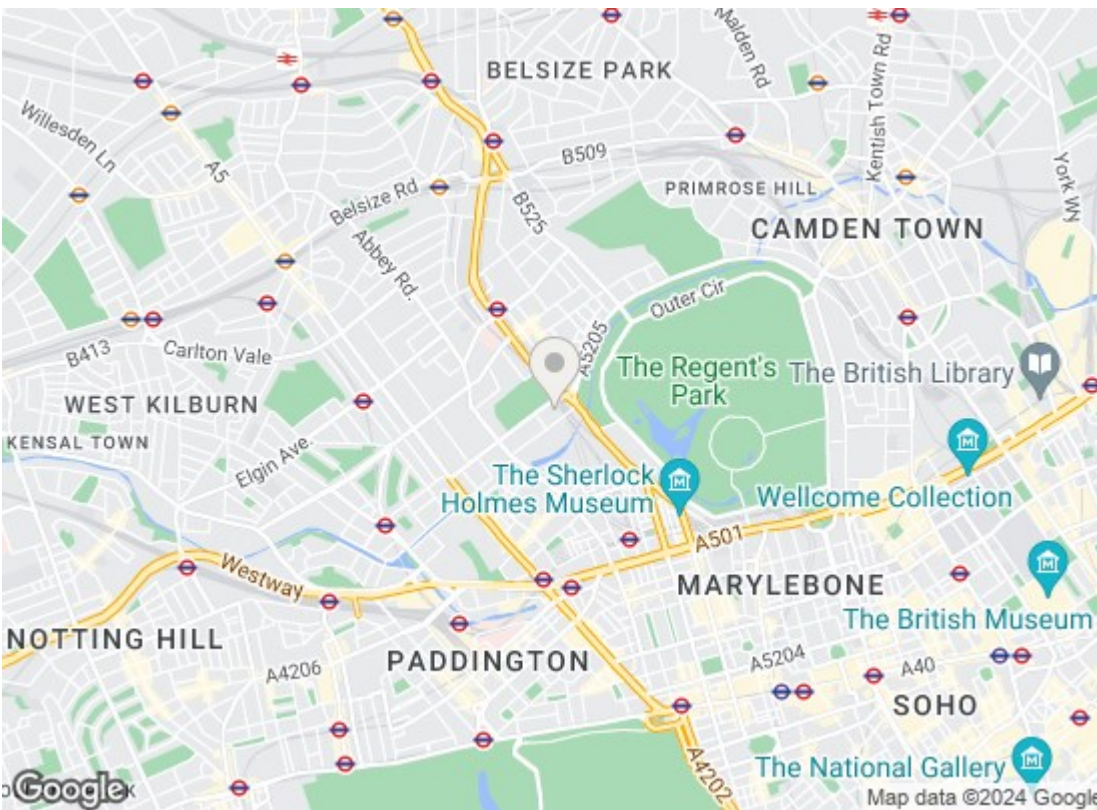 BELSIZE PARK
Malden Rd
Kentish Town Rd
Willesden Ln
A5
B509
York Wy
Belsize Rd
B525
PRIMROSE HILL
CAMDEN TOWN
Abbey Rd.
Outer Cir
B413
Carlton Vale
A5205
The Regent's
Park
The British Library
WEST KILBURN
KENSAL TOWN
Elgin Ave.
The Sherlock
Holmes Museum
Wellcome Collection
A501
Westway
MARYLEBONE
The British Museum
NOTTING HILL
A4206
PADDINGTON
A5204
A40
SOHO
A4202
The National Gallery
Google
Map data ©2024 Google